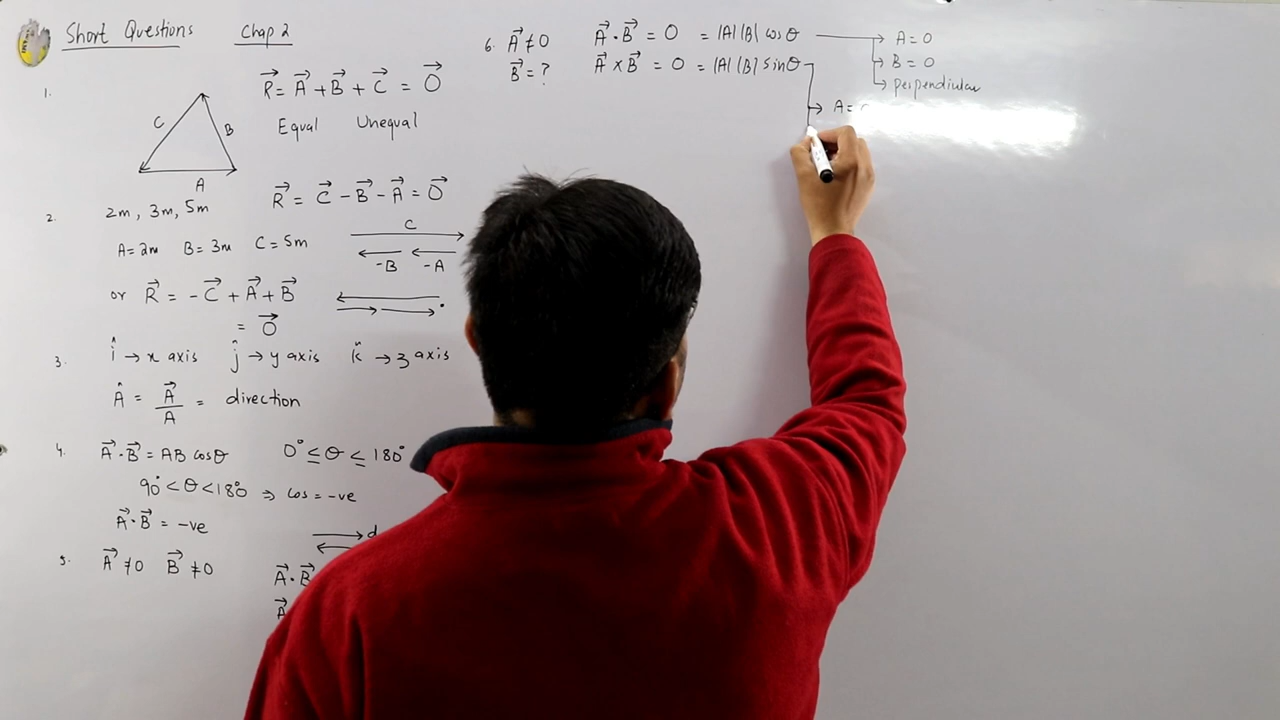 Short Questions Chap 2
1.
C B
A
R⃗ = A⃗ + B⃗ + C⃗ = O⃗
Equal Unequal
R⃗ = C⃗ - B⃗ - A⃗ = O⃗
2. 2m, 3m, 5m
A = 2m B = 3m C = 5m
C
-B -A
or R⃗ = -C⃗ + A⃗ + B⃗
= O⃗
3. î → x axis ĵ → y axis k̂ → z axis
Â = A⃗/A = direction
4. A⃗·B⃗ = AB cosθ 0° ≤ θ ≤ 180°
90° < θ < 180° ⇒ cos = -ve
A⃗·B⃗ = -ve
d
5. A⃗ ≠ 0 B⃗ ≠ 0
A⃗·B⃗
A⃗
6. A⃗ ≠ 0 A⃗·B⃗ = 0 = |A||B| cosθ → A = 0
B⃗ = ? A⃗ × B⃗ = 0 = |A||B| sinθ → B = 0
→ perpendiular
→ A =